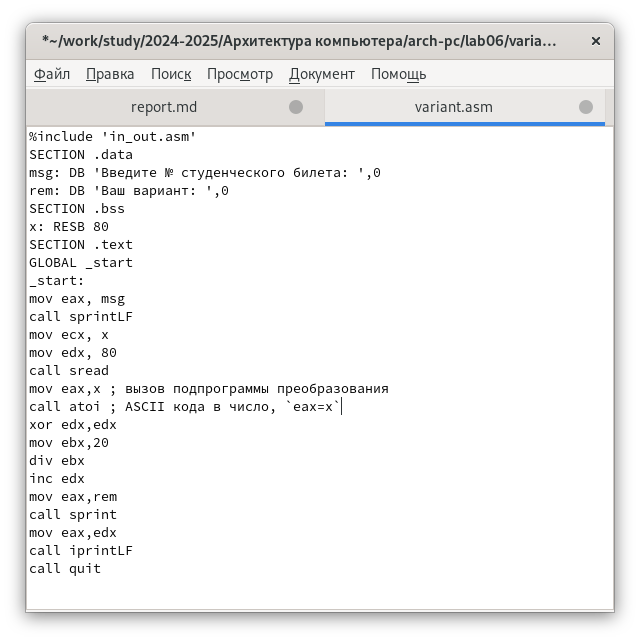 *~/work/study/2024-2025/Архитектура компьютера/arch-pc/lab06/varia...
Файл Правка Поиск Просмотр Документ Помощь
report.md variant.asm
%include 'in_out.asm'
SECTION .data
msg: DB 'Введите № студенческого билета: ',0
rem: DB 'Ваш вариант: ',0
SECTION .bss
x: RESB 80
SECTION .text
GLOBAL _start
_start:
mov eax, msg
call sprintLF
mov ecx, x
mov edx, 80
call sread
mov eax,x ; вызов подпрограммы преобразования
call atoi ; ASCII кода в число, `eax=x`
xor edx,edx
mov ebx,20
div ebx
inc edx
mov eax,rem
call sprint
mov eax,edx
call iprintLF
call quit